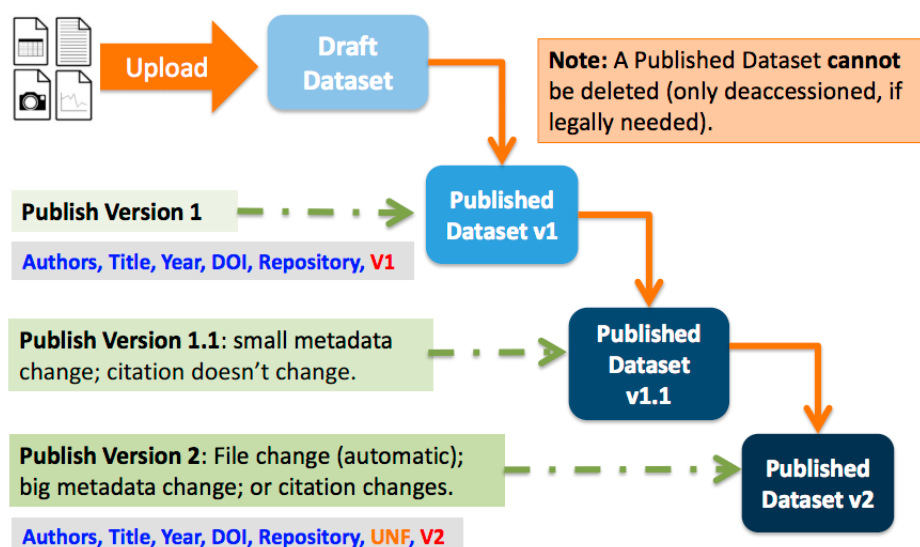 Upload
Draft
Dataset
Note: A Published Dataset cannot
be deleted (only deaccessioned, if
legally needed).
Publish Version 1
Published
Dataset v1
Authors, Title, Year, DOI, Repository, V1
Publish Version 1.1: small metadata
change; citation doesn’t change.
Published
Dataset
v1.1
Publish Version 2: File change (automatic);
big metadata change; or citation changes.
Published
Dataset v2
Authors, Title, Year, DOI, Repository, UNF, V2